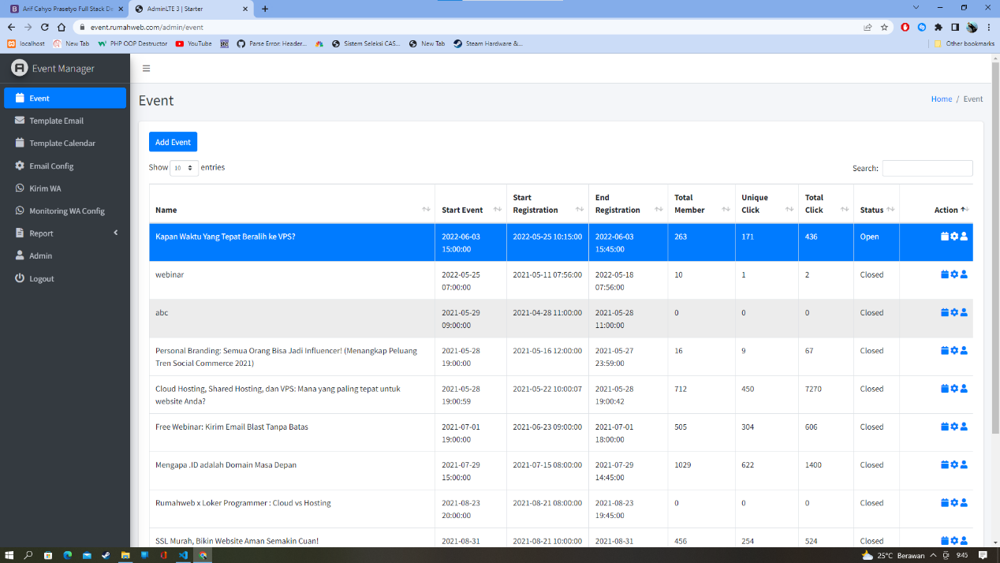 Arif Cahyo Prasetyo Full Stack De
AdminLTE 3 | Starter
event.rumahweb.com/admin/event
localhost
New Tab
PHP OOP Destructor
YouTube
Parse Error: Header...
Sistem Seleksi CAS...
New Tab
Steam Hardware &...
Other bookmarks
Event Manager
Event
Template Email
Template Calendar
Email Config
Kirim WA
Monitoring WA Config
Report
Admin
Logout
Event
Home / Event
Add Event
Show 10 entries
Search:
Name Start Event Start Registration End Registration Total Member Unique Click Total Click Status Action
Kapan Waktu Yang Tepat Beralih ke VPS? 2022-06-03 15:00:00 2022-05-25 10:15:00 2022-06-03 15:45:00 263 171 436 Open
webinar 2022-05-25 07:00:00 2021-05-11 07:56:00 2022-05-18 07:56:00 10 1 2 Closed
abc 2021-05-29 09:00:00 2021-04-28 11:00:00 2021-05-28 11:00:00 0 0 0 Closed
Personal Branding: Semua Orang Bisa Jadi Influencer! (Menangkap Peluang Tren Social Commerce 2021) 2021-05-28 19:00:00 2021-05-16 12:00:00 2021-05-27 23:59:00 16 9 67 Closed
Cloud Hosting, Shared Hosting, dan VPS: Mana yang paling tepat untuk website Anda? 2021-05-28 19:00:59 2021-05-22 10:00:07 2021-05-28 19:00:42 712 450 7270 Closed
Free Webinar: Kirim Email Blast Tanpa Batas 2021-07-01 19:00:00 2021-06-23 09:00:00 2021-07-01 18:00:00 505 304 606 Closed
Mengapa .ID adalah Domain Masa Depan 2021-07-29 15:00:00 2021-07-15 08:00:00 2021-07-29 14:45:00 1029 622 1400 Closed
Rumahweb x Loker Programmer : Cloud vs Hosting 2021-08-23 20:00:00 2021-08-21 08:00:00 2021-08-23 19:45:00 0 0 0 Closed
SSL Murah, Bikin Website Aman Semakin Cuan! 2021-08-31 2021-08-21 10:00:00 2021-08-31 456 254 524 Closed
25°C Berawan 9:45